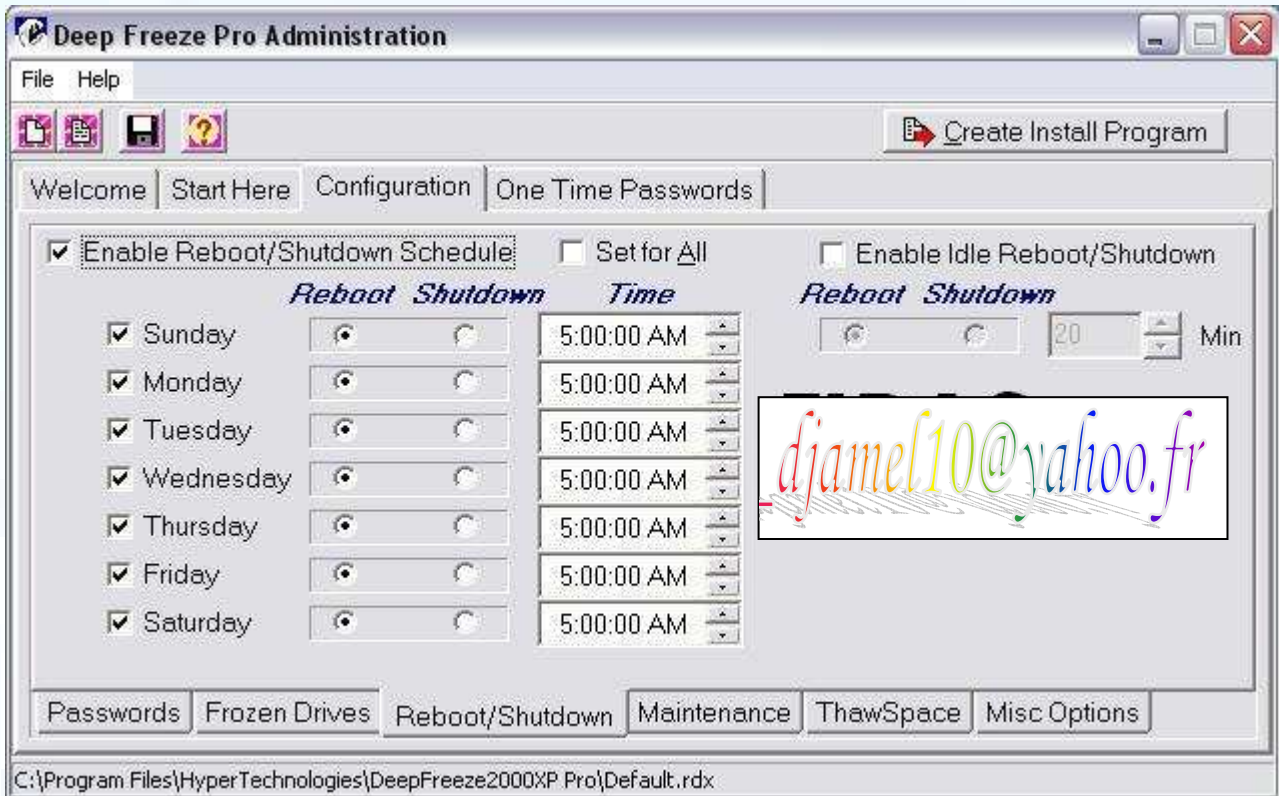 Deep Freeze Pro Administration
File Help
Create Install Program
Welcome Start Here Configuration One Time Passwords
Enable Reboot/Shutdown Schedule Set for All Enable Idle Reboot/Shutdown
Reboot Shutdown Time Reboot Shutdown
Sunday 5:00:00 AM 20 Min
Monday 5:00:00 AM
Tuesday 5:00:00 AM
Wednesday 5:00:00 AM
Thursday 5:00:00 AM
Friday 5:00:00 AM
Saturday 5:00:00 AM
djamel10@yahoo.fr
Passwords Frozen Drives Reboot/Shutdown Maintenance ThawSpace Misc Options
C:\Program Files\HyperTechnologies\DeepFreeze2000XP Pro\Default.rdx